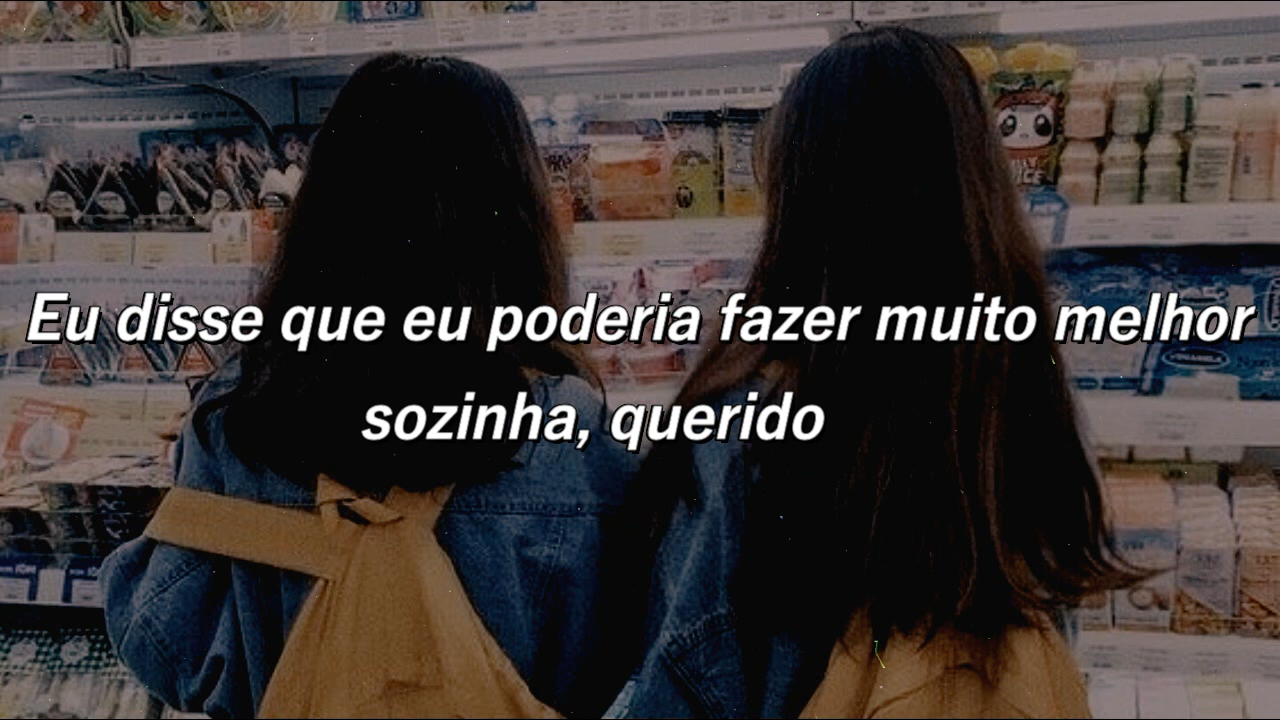 Eu disse que eu poderia fazer muito melhor
sozinha, querido